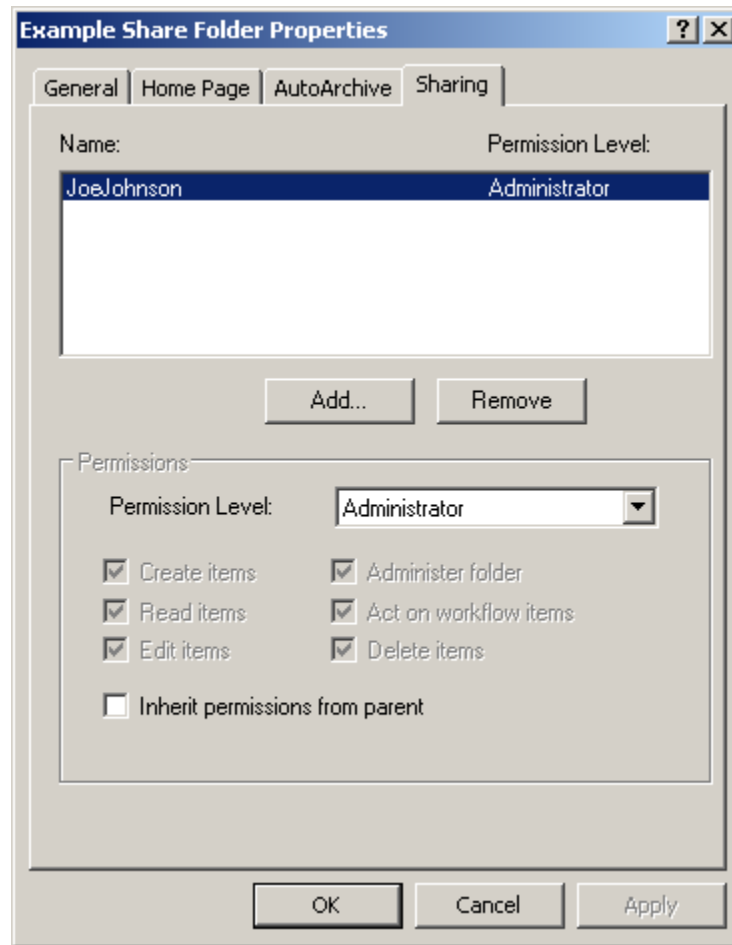 Example Share Folder Properties
General Home Page AutoArchive Sharing
Name: Permission Level:
JoeJohnson Administrator
Add... Remove
Permissions
Permission Level: Administrator
Create items Administer folder
Read items Act on workflow items
Edit items Delete items
Inherit permissions from parent
OK Cancel Apply